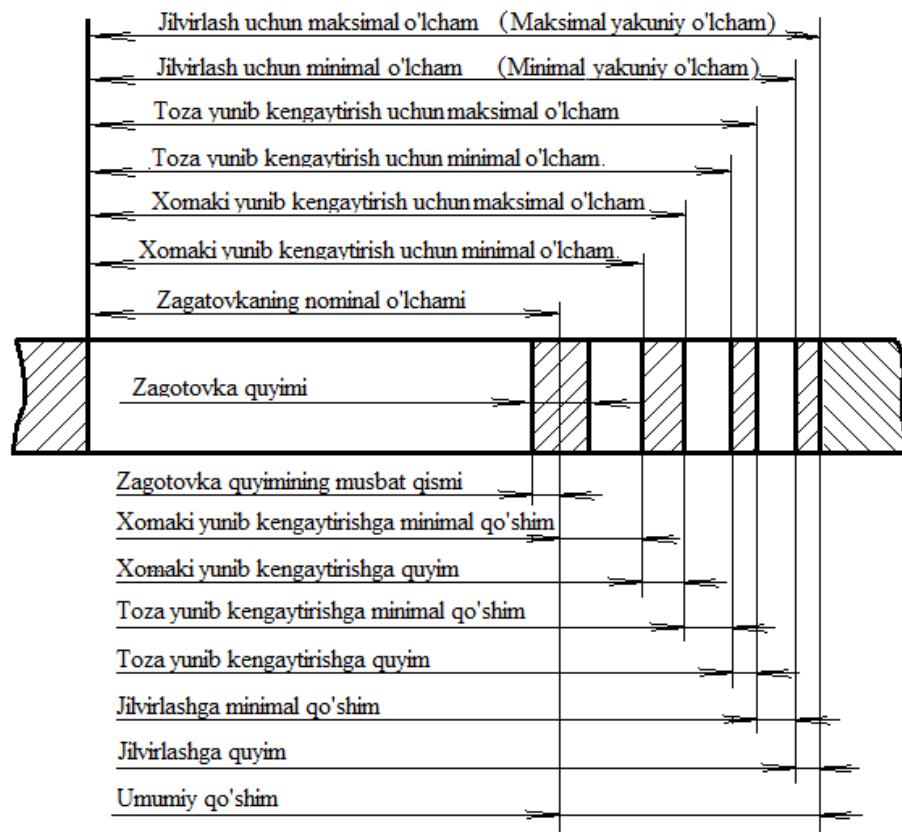 Jilvirlash uchun maksimal o'lcham (Maksimal yakuniy o'lcham)
Jilvirlash uchun minimal o'lcham (Minimal yakuniy o'lcham)
Toza yunib kengaytirish uchun maksimal o'lcham
Toza yunib kengaytirish uchun minimal o'lcham.
Xomaki yunib kengaytirish uchun maksimal o'lcham
Xomaki yunib kengaytirish uchun minimal o'lcham.
Zagatovkaning nominal o'lchami
Zagotovka quyimi
Zagotovka quyimining musbat qismi
Xomaki yunib kengaytirishga minimal qo'shim
Xomaki yunib kengaytirishga quyim
Toza yunib kengaytirishga minimal qo'shim
Toza yunib kengaytirishga quyim
Jilvirlashga minimal qo'shim
Jilvirlashga quyim
Umumiy qo'shim